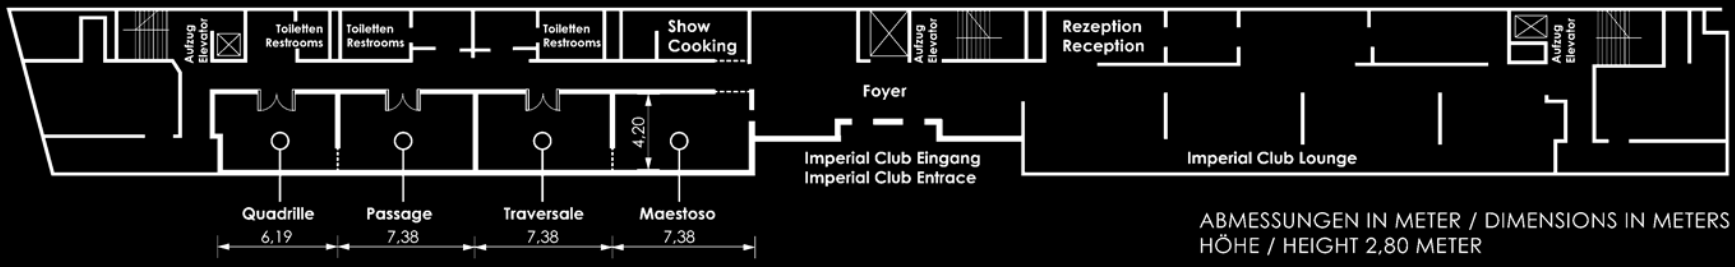 Aufzug
Elevator
Toiletten
Restrooms
Toiletten
Restrooms
Toiletten
Restrooms
Show
Cooking
Aufzug
Elevator
Rezeption
Reception
Aufzug
Elevator
Foyer
4,20
Imperial Club Eingang
Imperial Club Entrace
Imperial Club Lounge
Quadrille
Passage
Traversale
Maestoso
6,19
7,38
7,38
7,38
ABMESSUNGEN IN METER / DIMENSIONS IN METERS
HÖHE / HEIGHT 2,80 METER